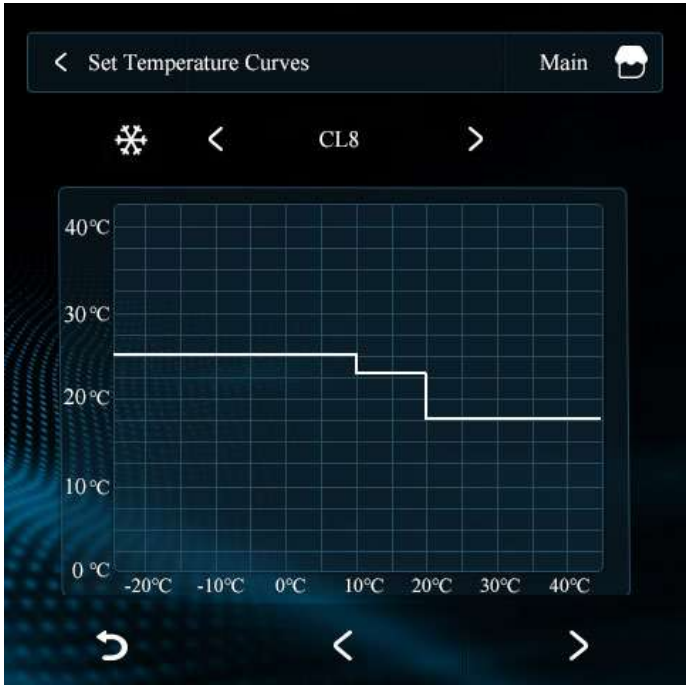 Set Temperature Curves Main
CL8
40℃
30℃
20℃
10℃
0 ℃
-20℃ -10℃ 0℃ 10℃ 20℃ 30℃ 40℃